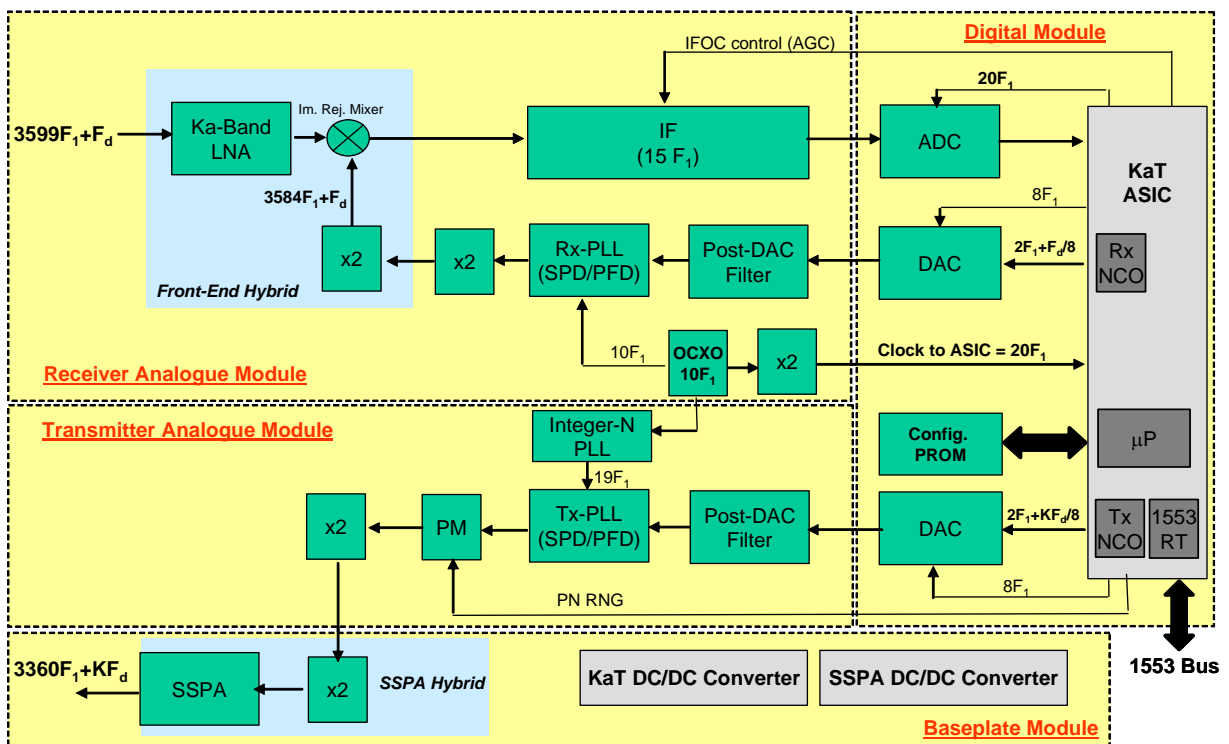 IFOC control (AGC)
Digital Module
20F1
Im. Rej. Mixer
3599F1+Fd
Ka-Band
LNA
IF
(15 F1)
ADC
KaT
ASIC
3584F1+Fd
8F1
x2
x2
Rx-PLL
(SPD/PFD)
Post-DAC
Filter
DAC
2F1+Fd/8
Rx
NCO
Front-End Hybrid
10F1
OCXO
10F1
x2
Clock to ASIC = 20F1
Receiver Analogue Module
Transmitter Analogue Module
Integer-N
PLL
Config.
PROM
μP
19F1
x2
PM
Tx-PLL
(SPD/PFD)
Post-DAC
Filter
DAC
2F1+KFd/8
Tx
NCO
1553
RT
PN RNG
8F1
3360F1+KFd
SSPA
x2
SSPA Hybrid
KaT DC/DC Converter
SSPA DC/DC Converter
1553 Bus
Baseplate Module